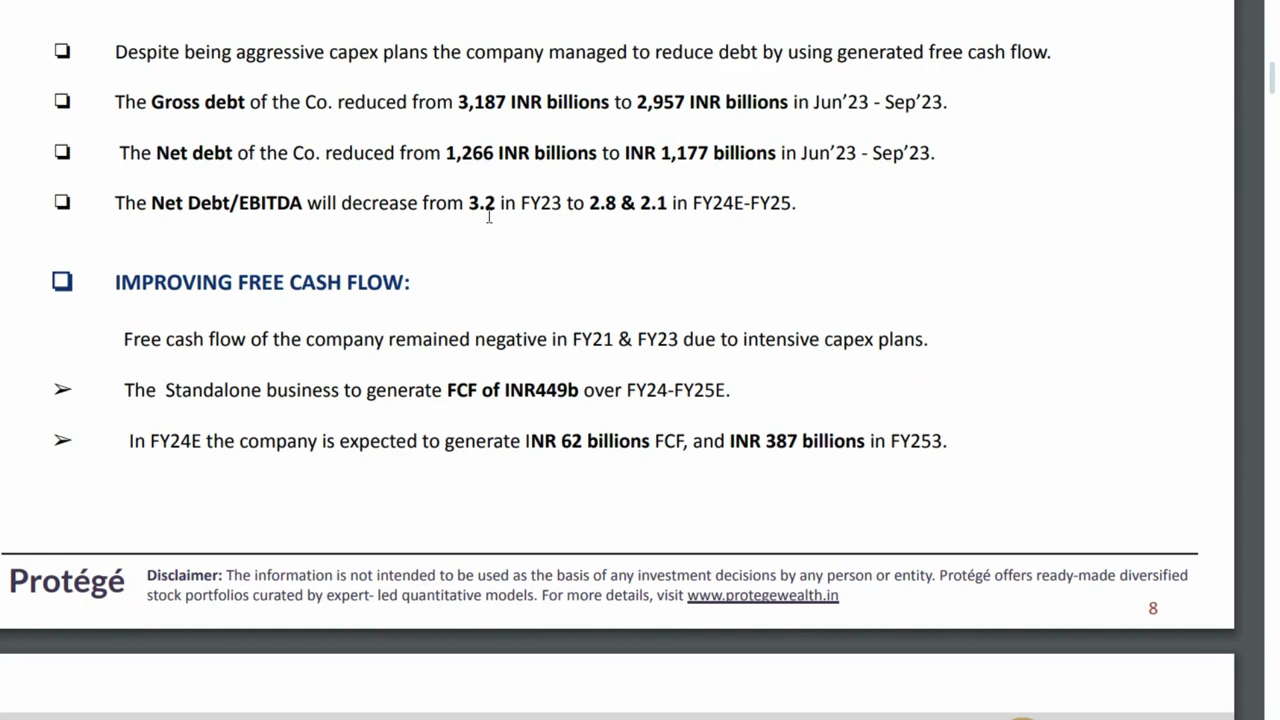 Despite being aggressive capex plans the company managed to reduce debt by using generated free cash flow.
The Gross debt of the Co. reduced from 3,187 INR billions to 2,957 INR billions in Jun’23 - Sep’23.
The Net debt of the Co. reduced from 1,266 INR billions to INR 1,177 billions in Jun’23 - Sep’23.
The Net Debt/EBITDA will decrease from 3.2 in FY23 to 2.8 & 2.1 in FY24E-FY25.
IMPROVING FREE CASH FLOW:
Free cash flow of the company remained negative in FY21 & FY23 due to intensive capex plans.
The Standalone business to generate FCF of INR449b over FY24-FY25E.
In FY24E the company is expected to generate INR 62 billions FCF, and INR 387 billions in FY253.
Protégé
Disclaimer: The information is not intended to be used as the basis of any investment decisions by any person or entity. Protégé offers ready-made diversified
stock portfolios curated by expert- led quantitative models. For more details, visit www.protegewealth.in
8